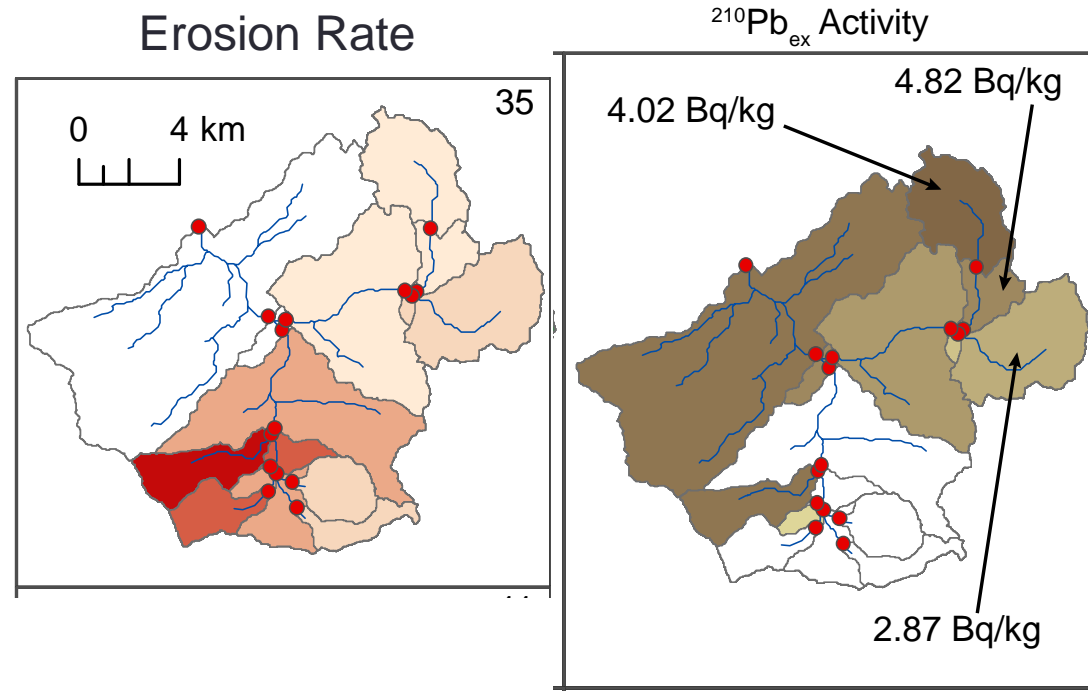 Erosion Rate
35
0 4 km
210Pbex Activity
4.02 Bq/kg
4.82 Bq/kg
2.87 Bq/kg